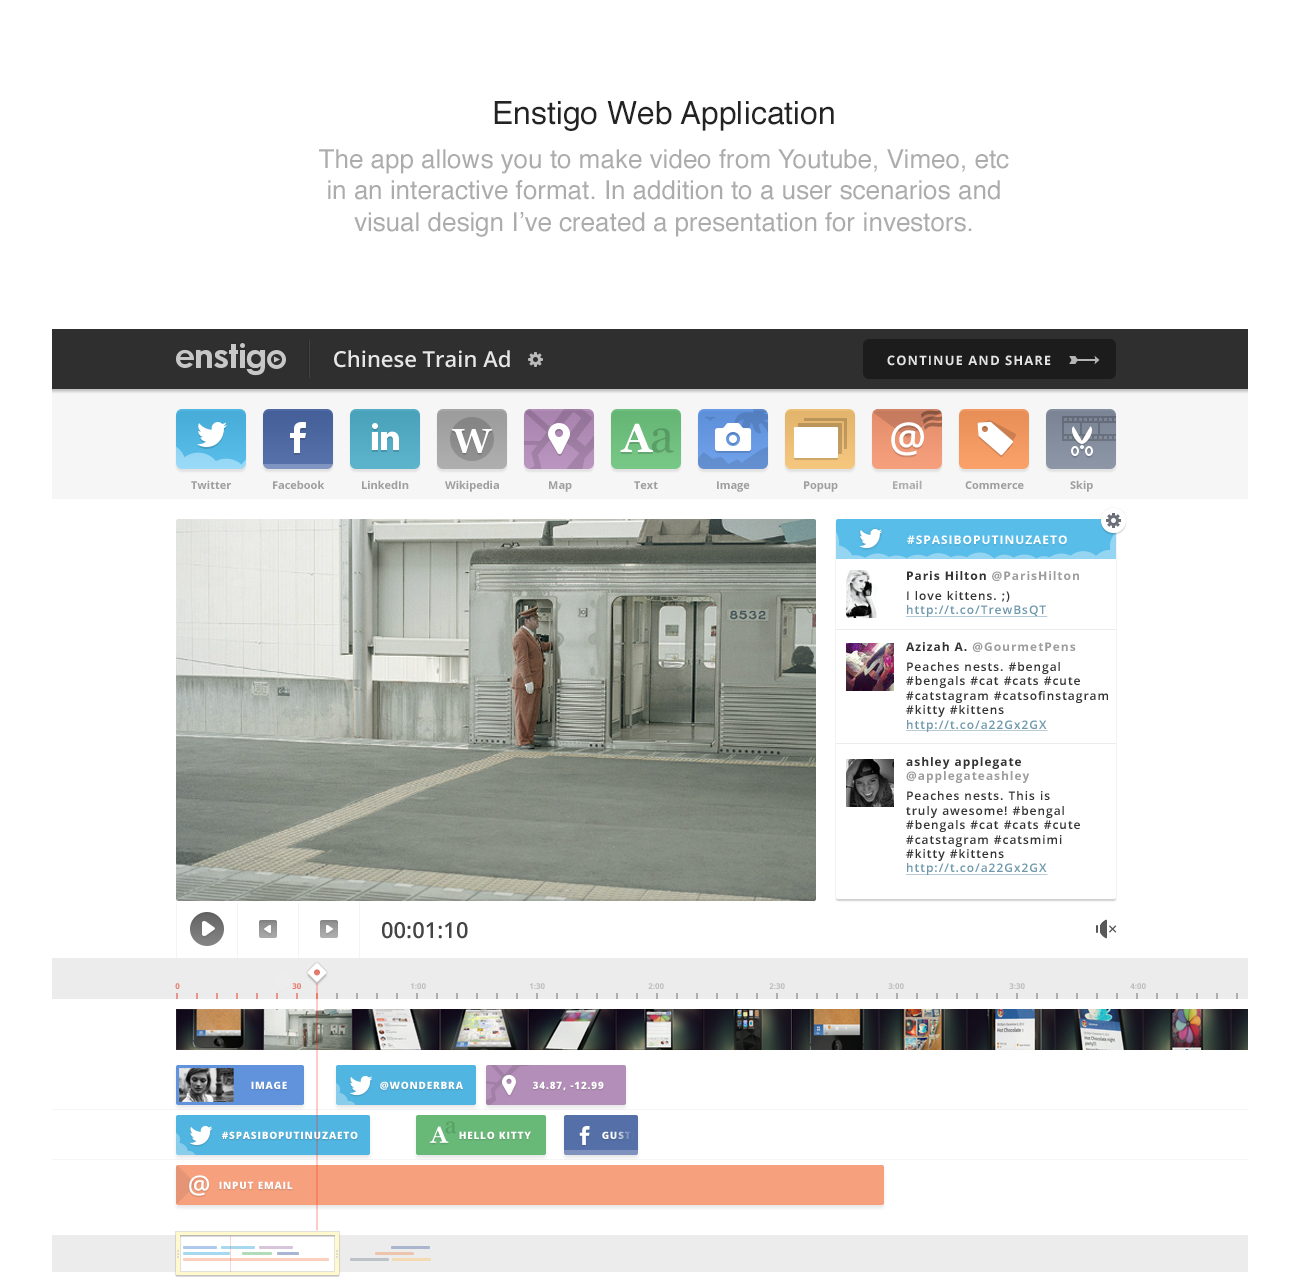 Enstigo Web Application
The app allows you to make video from Youtube, Vimeo, etc
in an interactive format. In addition to a user scenarios and
visual design I've created a presentation for investors.
enstigo
Chinese Train Ad
CONTINUE AND SHARE
W
Aa
Twitter
Facebook
LinkedIn
Wikipedia
Map
Text
Image
Popup
Email
Commerce
Skip
8532
#SPASIBOPUTINUZAETO
Paris Hilton @ParisHilton
I love kittens. ;)
http://t.co/TrewBsQT
Azizah A. @GourmetPens
Peaches nests. #bengal
#bengals #cat #cats #cute
#catstagram #catsofinstagram
#kitty #kittens
http://t.co/a22Gx2GX
ashley applegate
@applegateashley
Peaches nests. This is
truly awesome! #bengal
#bengals #cat #cats #cute
#catstagram #catsmimi
#kitty #kittens
http://t.co/a22Gx2GX
00:01:10
0
30
1:00
1:30
2:00
2:30
3:00
3:30
4:00
IMAGE
@WONDERBRA
34.87, -12.99
#SPASIBOPUTINUZAETO
Aa HELLO KITTY
GUST
@ INPUT EMAIL